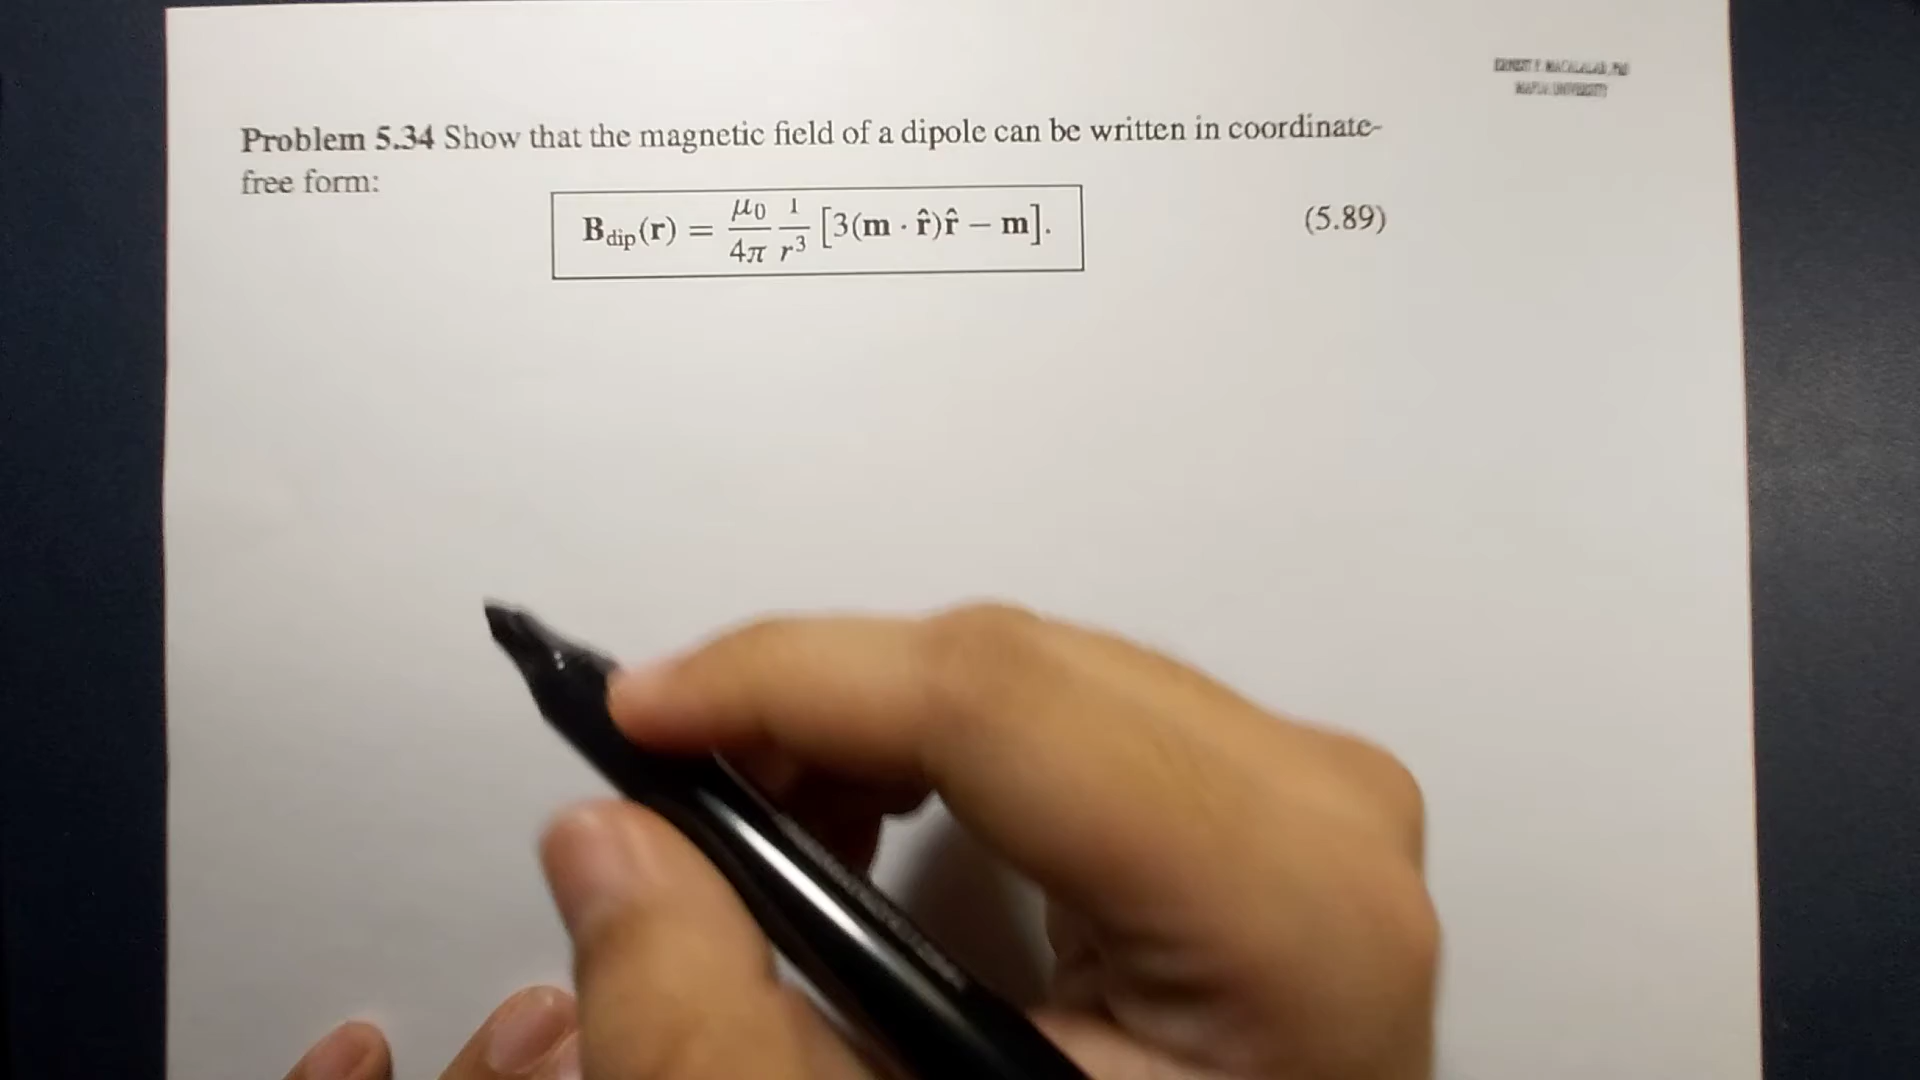 Problem 5.34 Show that the magnetic field of a dipole can be written in coordinate-
free form:
B_dip(r) = μ₀/4π 1/r³ [3(m · r̂)r̂ − m]. (5.89)